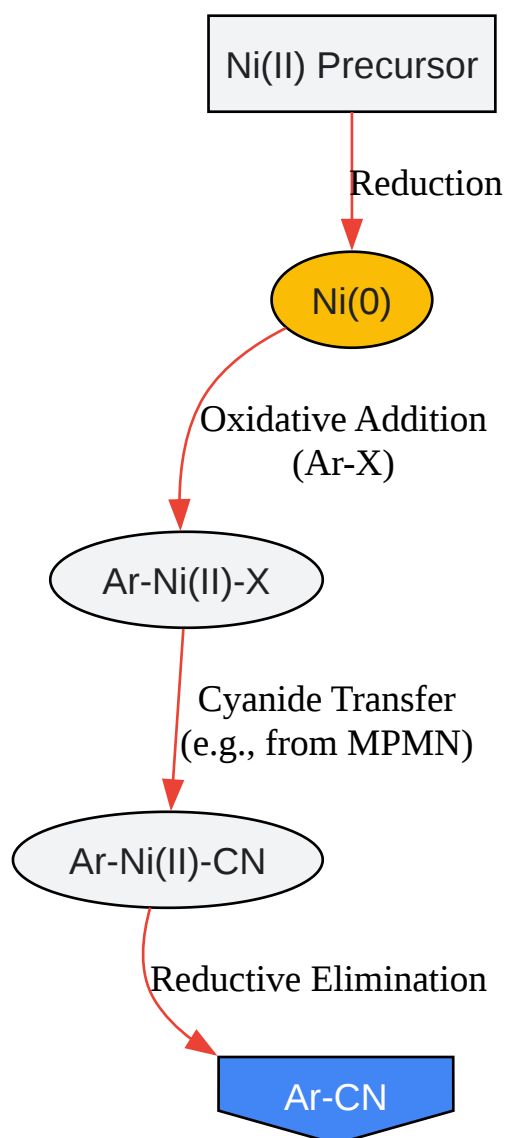 Ni(II) Precursor
Reduction
Ni(0)
Oxidative Addition
(Ar-X)
Ar-Ni(II)-X
Cyanide Transfer
(e.g., from MPMN)
Ar-Ni(II)-CN
Reductive Elimination
Ar-CN